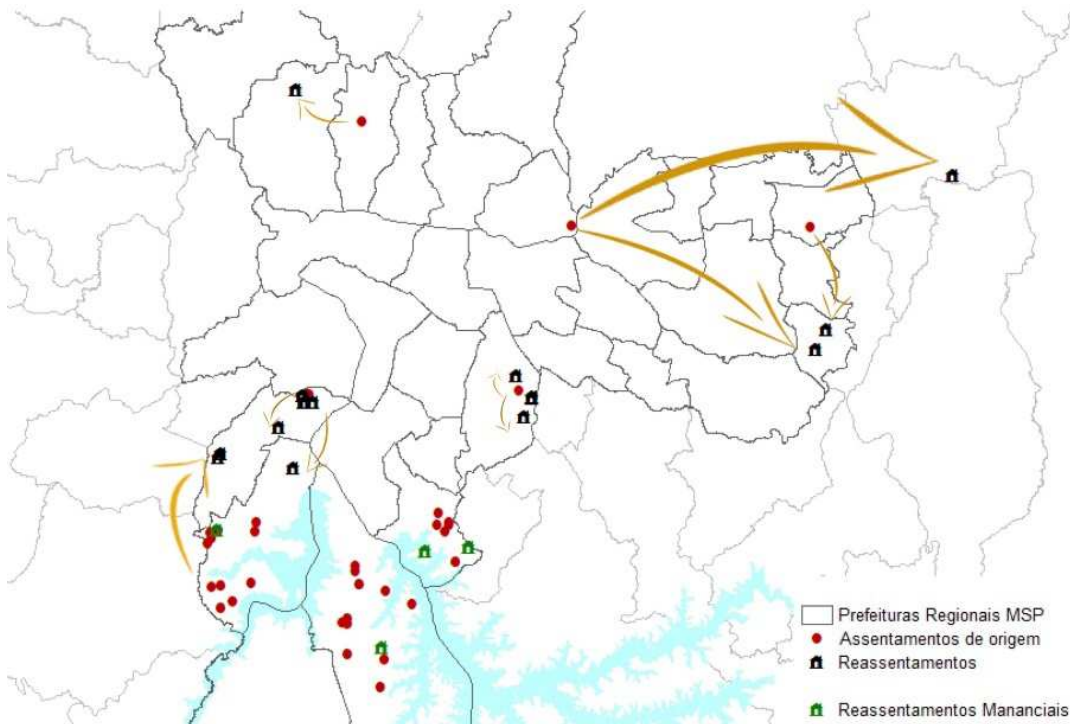 Prefeituras Regionais MSP
Assentamentos de origem
Reassentamentos
Reassentamentos Mananciais